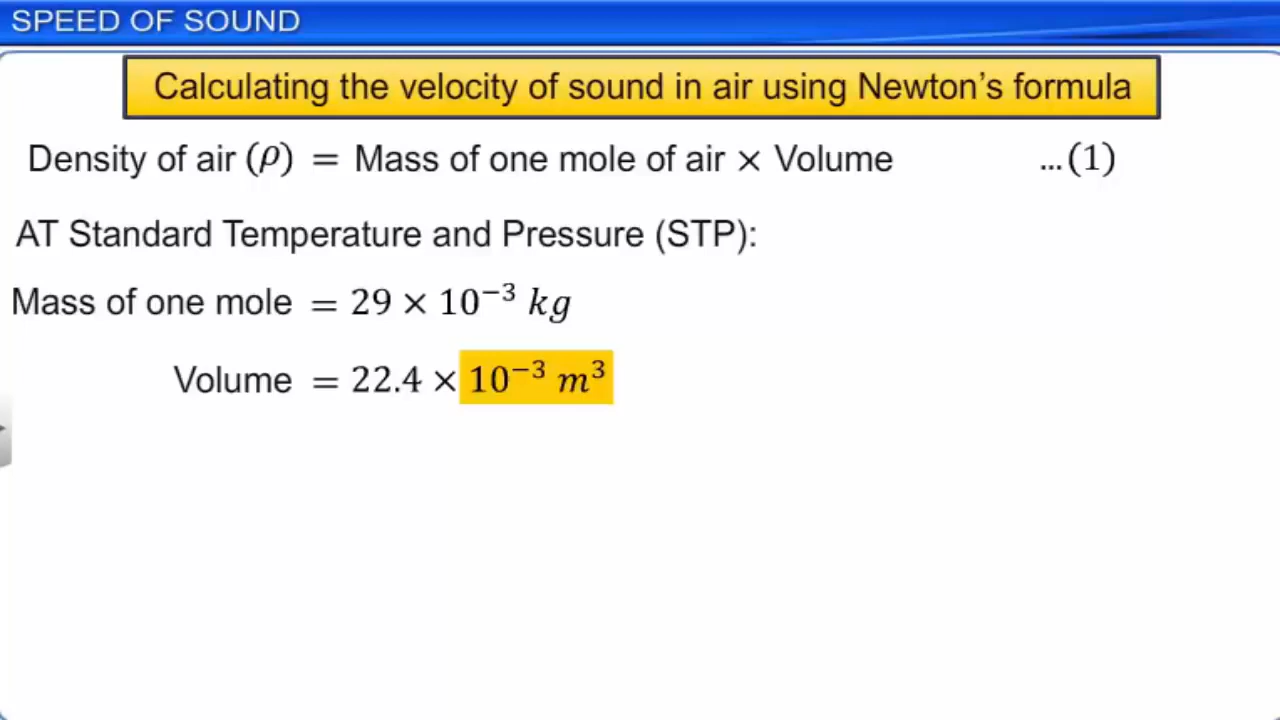 SPEED OF SOUND
Calculating the velocity of sound in air using Newton’s formula
Density of air (ρ) = Mass of one mole of air × Volume ...(1)
AT Standard Temperature and Pressure (STP):
Mass of one mole = 29 × 10⁻³ kg
Volume = 22.4 × 10⁻³ m³